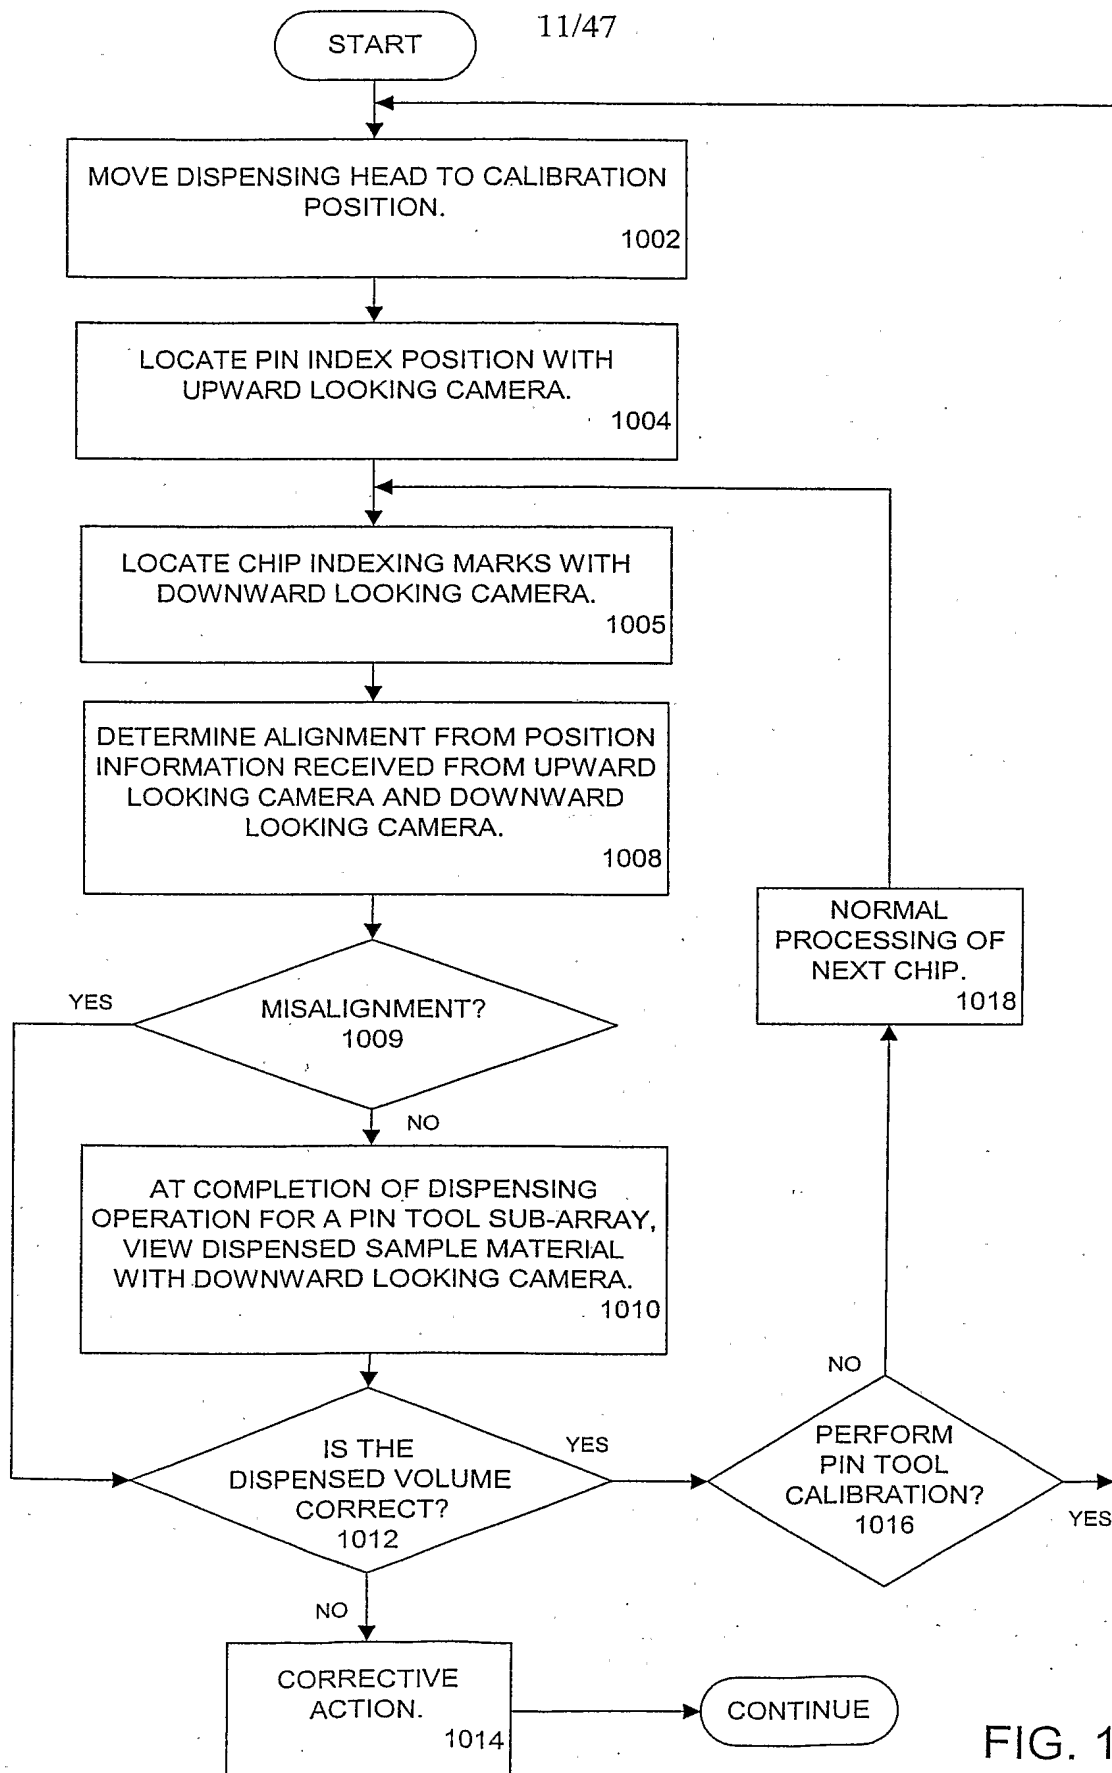 11/47
START
MOVE DISPENSING HEAD TO CALIBRATION
POSITION.
1002
LOCATE PIN INDEX POSITION WITH
UPWARD LOOKING CAMERA.
1004
LOCATE CHIP INDEXING MARKS WITH
DOWNWARD LOOKING CAMERA.
1005
DETERMINE ALIGNMENT FROM POSITION
INFORMATION RECEIVED FROM UPWARD
LOOKING CAMERA AND DOWNWARD
LOOKING CAMERA.
1008
NORMAL
PROCESSING OF
NEXT CHIP.
1018
YES
MISALIGNMENT?
1009
NO
AT COMPLETION OF DISPENSING
OPERATION FOR A PIN TOOL SUB-ARRAY,
VIEW DISPENSED SAMPLE MATERIAL
WITH DOWNWARD LOOKING CAMERA.
1010
NO
IS THE
DISPENSED VOLUME
CORRECT?
1012
YES
PERFORM
PIN TOOL
CALIBRATION?
1016
YES
NO
CORRECTIVE
ACTION.
1014
CONTINUE
FIG. 1